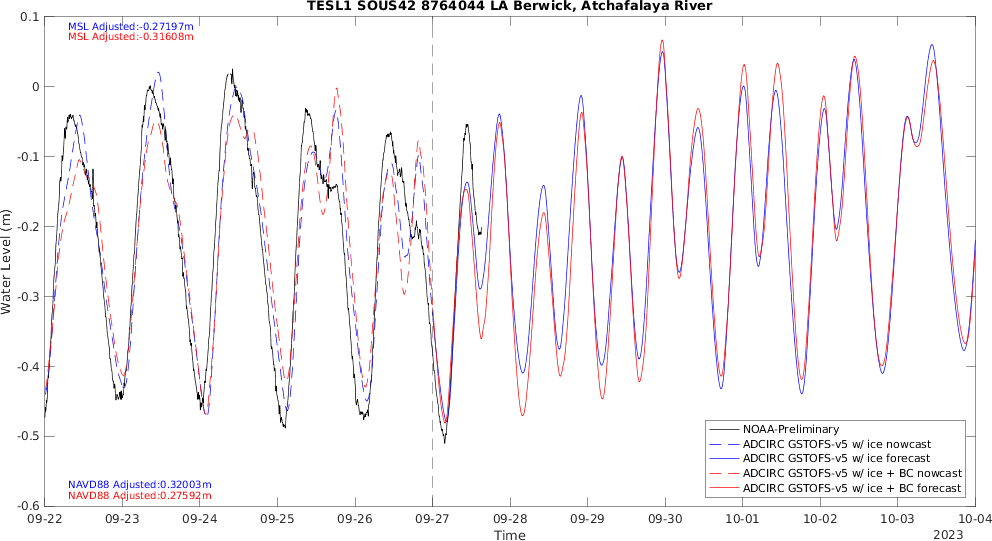 TESL1 SOUS42 8764044 LA Berwick, Atchafalaya River
MSL Adjusted:-0.27197m
MSL Adjusted:-0.31608m
0.1
0
-0.1
-0.2
-0.3
-0.4
-0.5
-0.6
Water Level (m)
NOAA-Preliminary
ADCIRC GSTOFS-v5 w/ ice nowcast
ADCIRC GSTOFS-v5 w/ ice forecast
ADCIRC GSTOFS-v5 w/ ice + BC nowcast
ADCIRC GSTOFS-v5 w/ ice + BC forecast
NAVD88 Adjusted:0.32003m
NAVD88 Adjusted:0.27592m
09-22 09-23 09-24 09-25 09-26 09-27 09-28 09-29 09-30 10-01 10-02 10-03 10-04
Time
2023